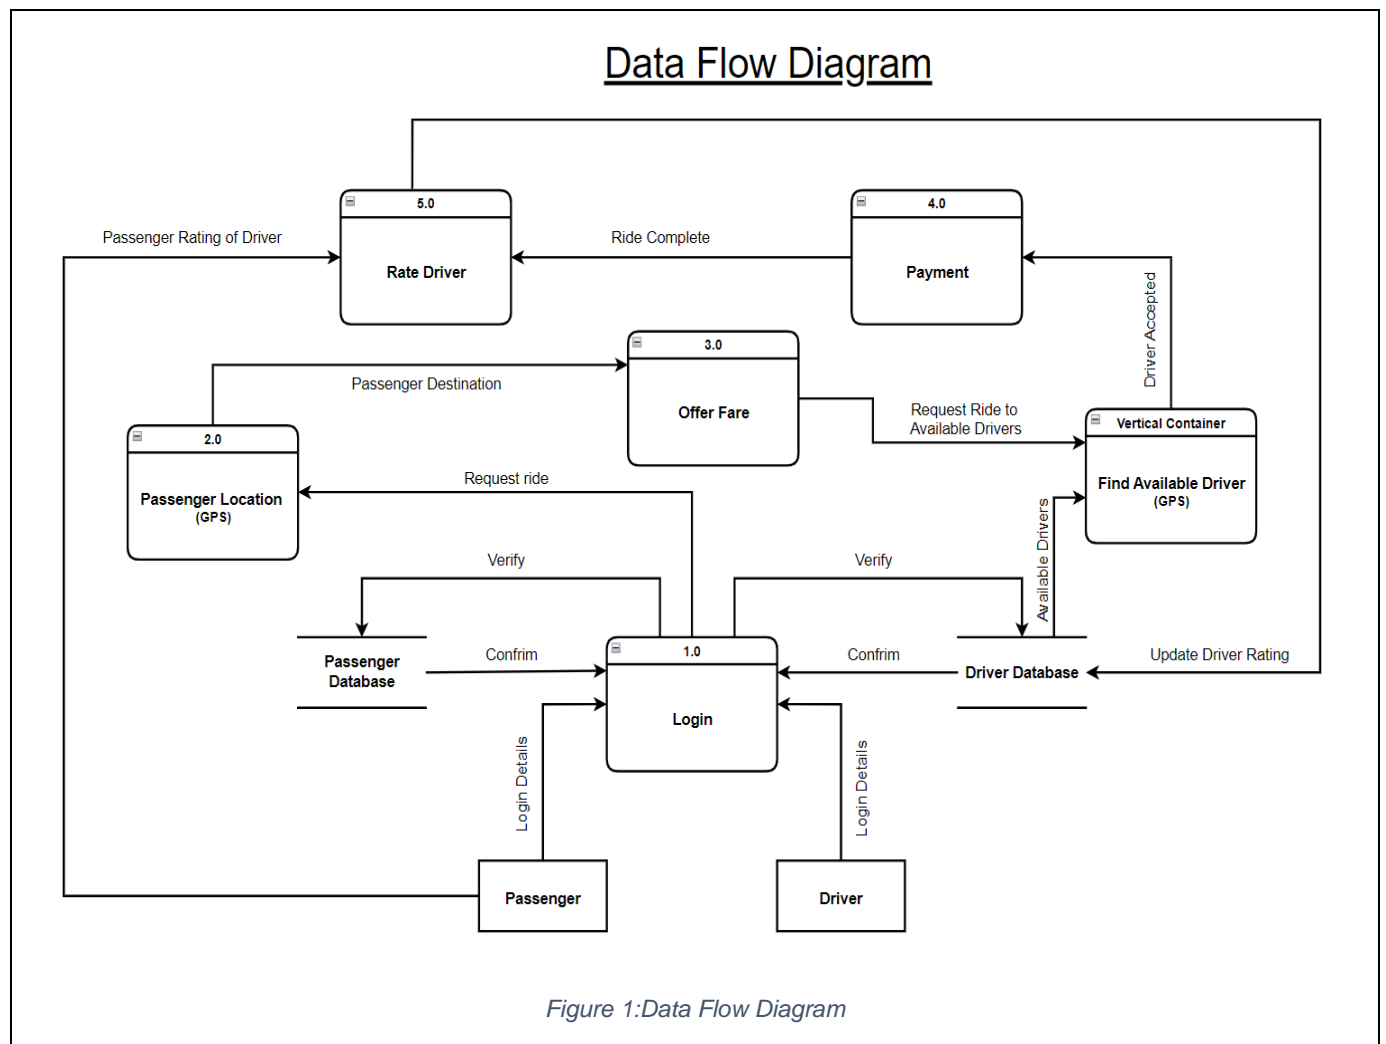 Data Flow Diagram
5.0
4.0
Passenger Rating of Driver
Ride Complete
Rate Driver
Payment
Driver Accepted
3.0
Passenger Destination
Offer Fare
Request Ride to
Available Drivers
2.0
Vertical Container
Passenger Location
(GPS)
Request ride
Find Available Driver
(GPS)
Verify
Verify
Available Drivers
Passenger
Database
Confrim
1.0
Login
Confrim
Driver Database
Update Driver Rating
Login Details
Login Details
Passenger
Driver
Figure 1:Data Flow Diagram